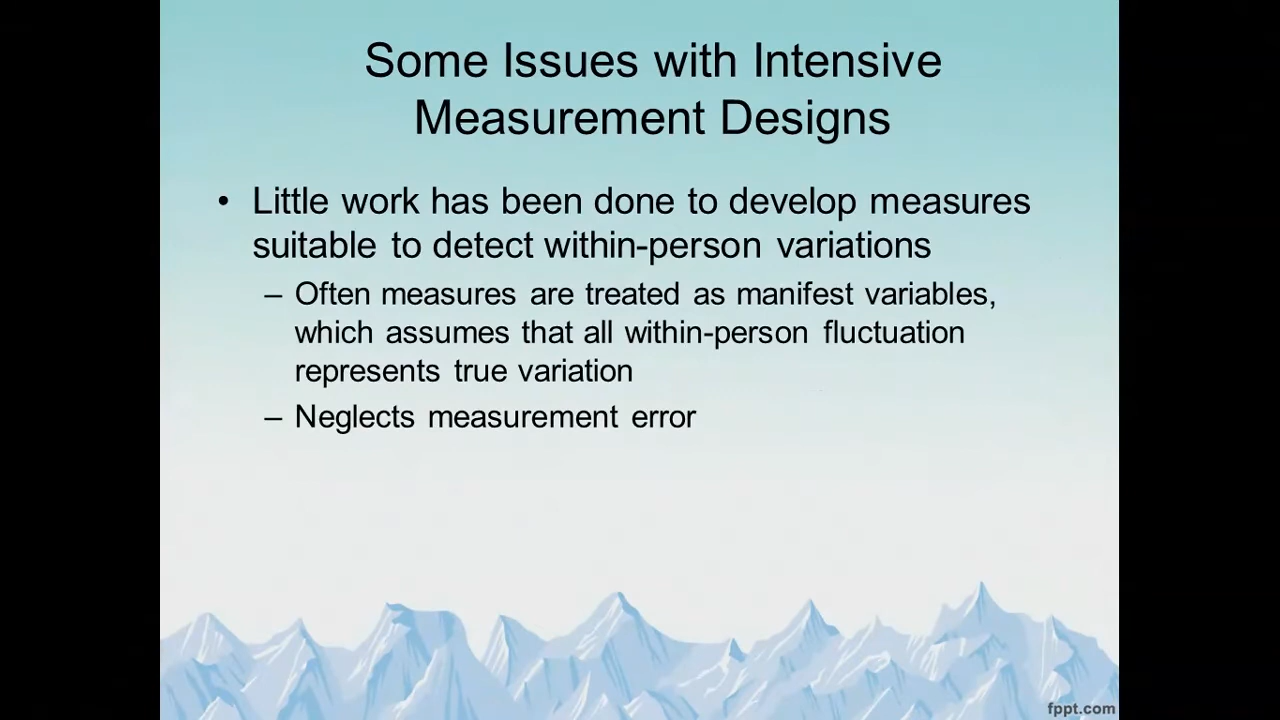 Some Issues with Intensive
Measurement Designs
• Little work has been done to develop measures
suitable to detect within-person variations
– Often measures are treated as manifest variables,
which assumes that all within-person fluctuation
represents true variation
– Neglects measurement error
fppt.com